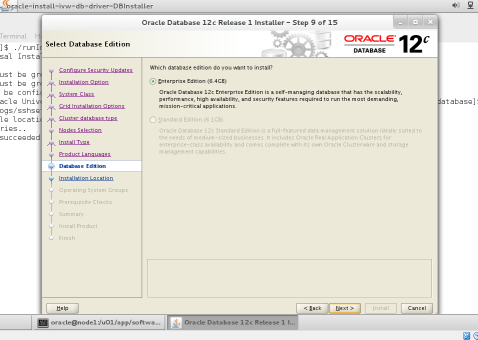 oracle-install-ivw-db-driver-DBInstaller
Terminal
Oracle Database 12c Release 1 Installer - Step 9 of 15
Select Database Edition
ORACLE
DATABASE
12c
Configure Security Updates
Installation Option
System Class
Grid Installation Options
Cluster database type
Nodes Selection
Install Type
Product Languages
Database Edition
Installation Location
Operating System Groups
Prerequisite Checks
Summary
Install Product
Finish
Which database edition do you want to install?
Enterprise Edition (6.4GB)
Oracle Database 12c Enterprise Edition is a self-managing database that has the scalability,
performance, high availability, and security features required to run the most demanding,
mission-critical applications.
Standard Edition (6.1GB)
Oracle Database 12c Standard Edition is a full-featured data management solution ideally suited to
the needs of medium-sized businesses. It includes Oracle Real Application Clusters for
enterprise-class availability and comes complete with its own Oracle Clusterware and storage
management capabilities.
Help
< Back
Next >
Install
Cancel
]$ ./runI
sal Insta
ust be gr
ust be gr
be confi
acle Unive
ogs/sshse
le locatio
ries..
succeeded
database]$
oracle@node1:/u01/app/softwa...
Oracle Database 12c Release 1 I...